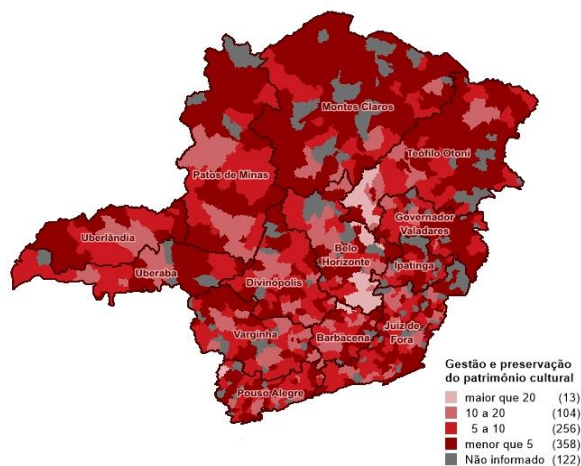 Montes Claros
Teófilo Otoni
Patos de Minas
Governador
Valadares
Uberlândia
Belo
Horizonte
Uberaba
Ipatinga
Divinópolis
Varginha
Barbacena
Juiz de
Fora
Pouso Alegre
Gestão e preservação
do património cultural
maior que 20 (13)
10 a 20 (104)
5 a 10 (256)
menor que 5 (358)
Não informado (122)